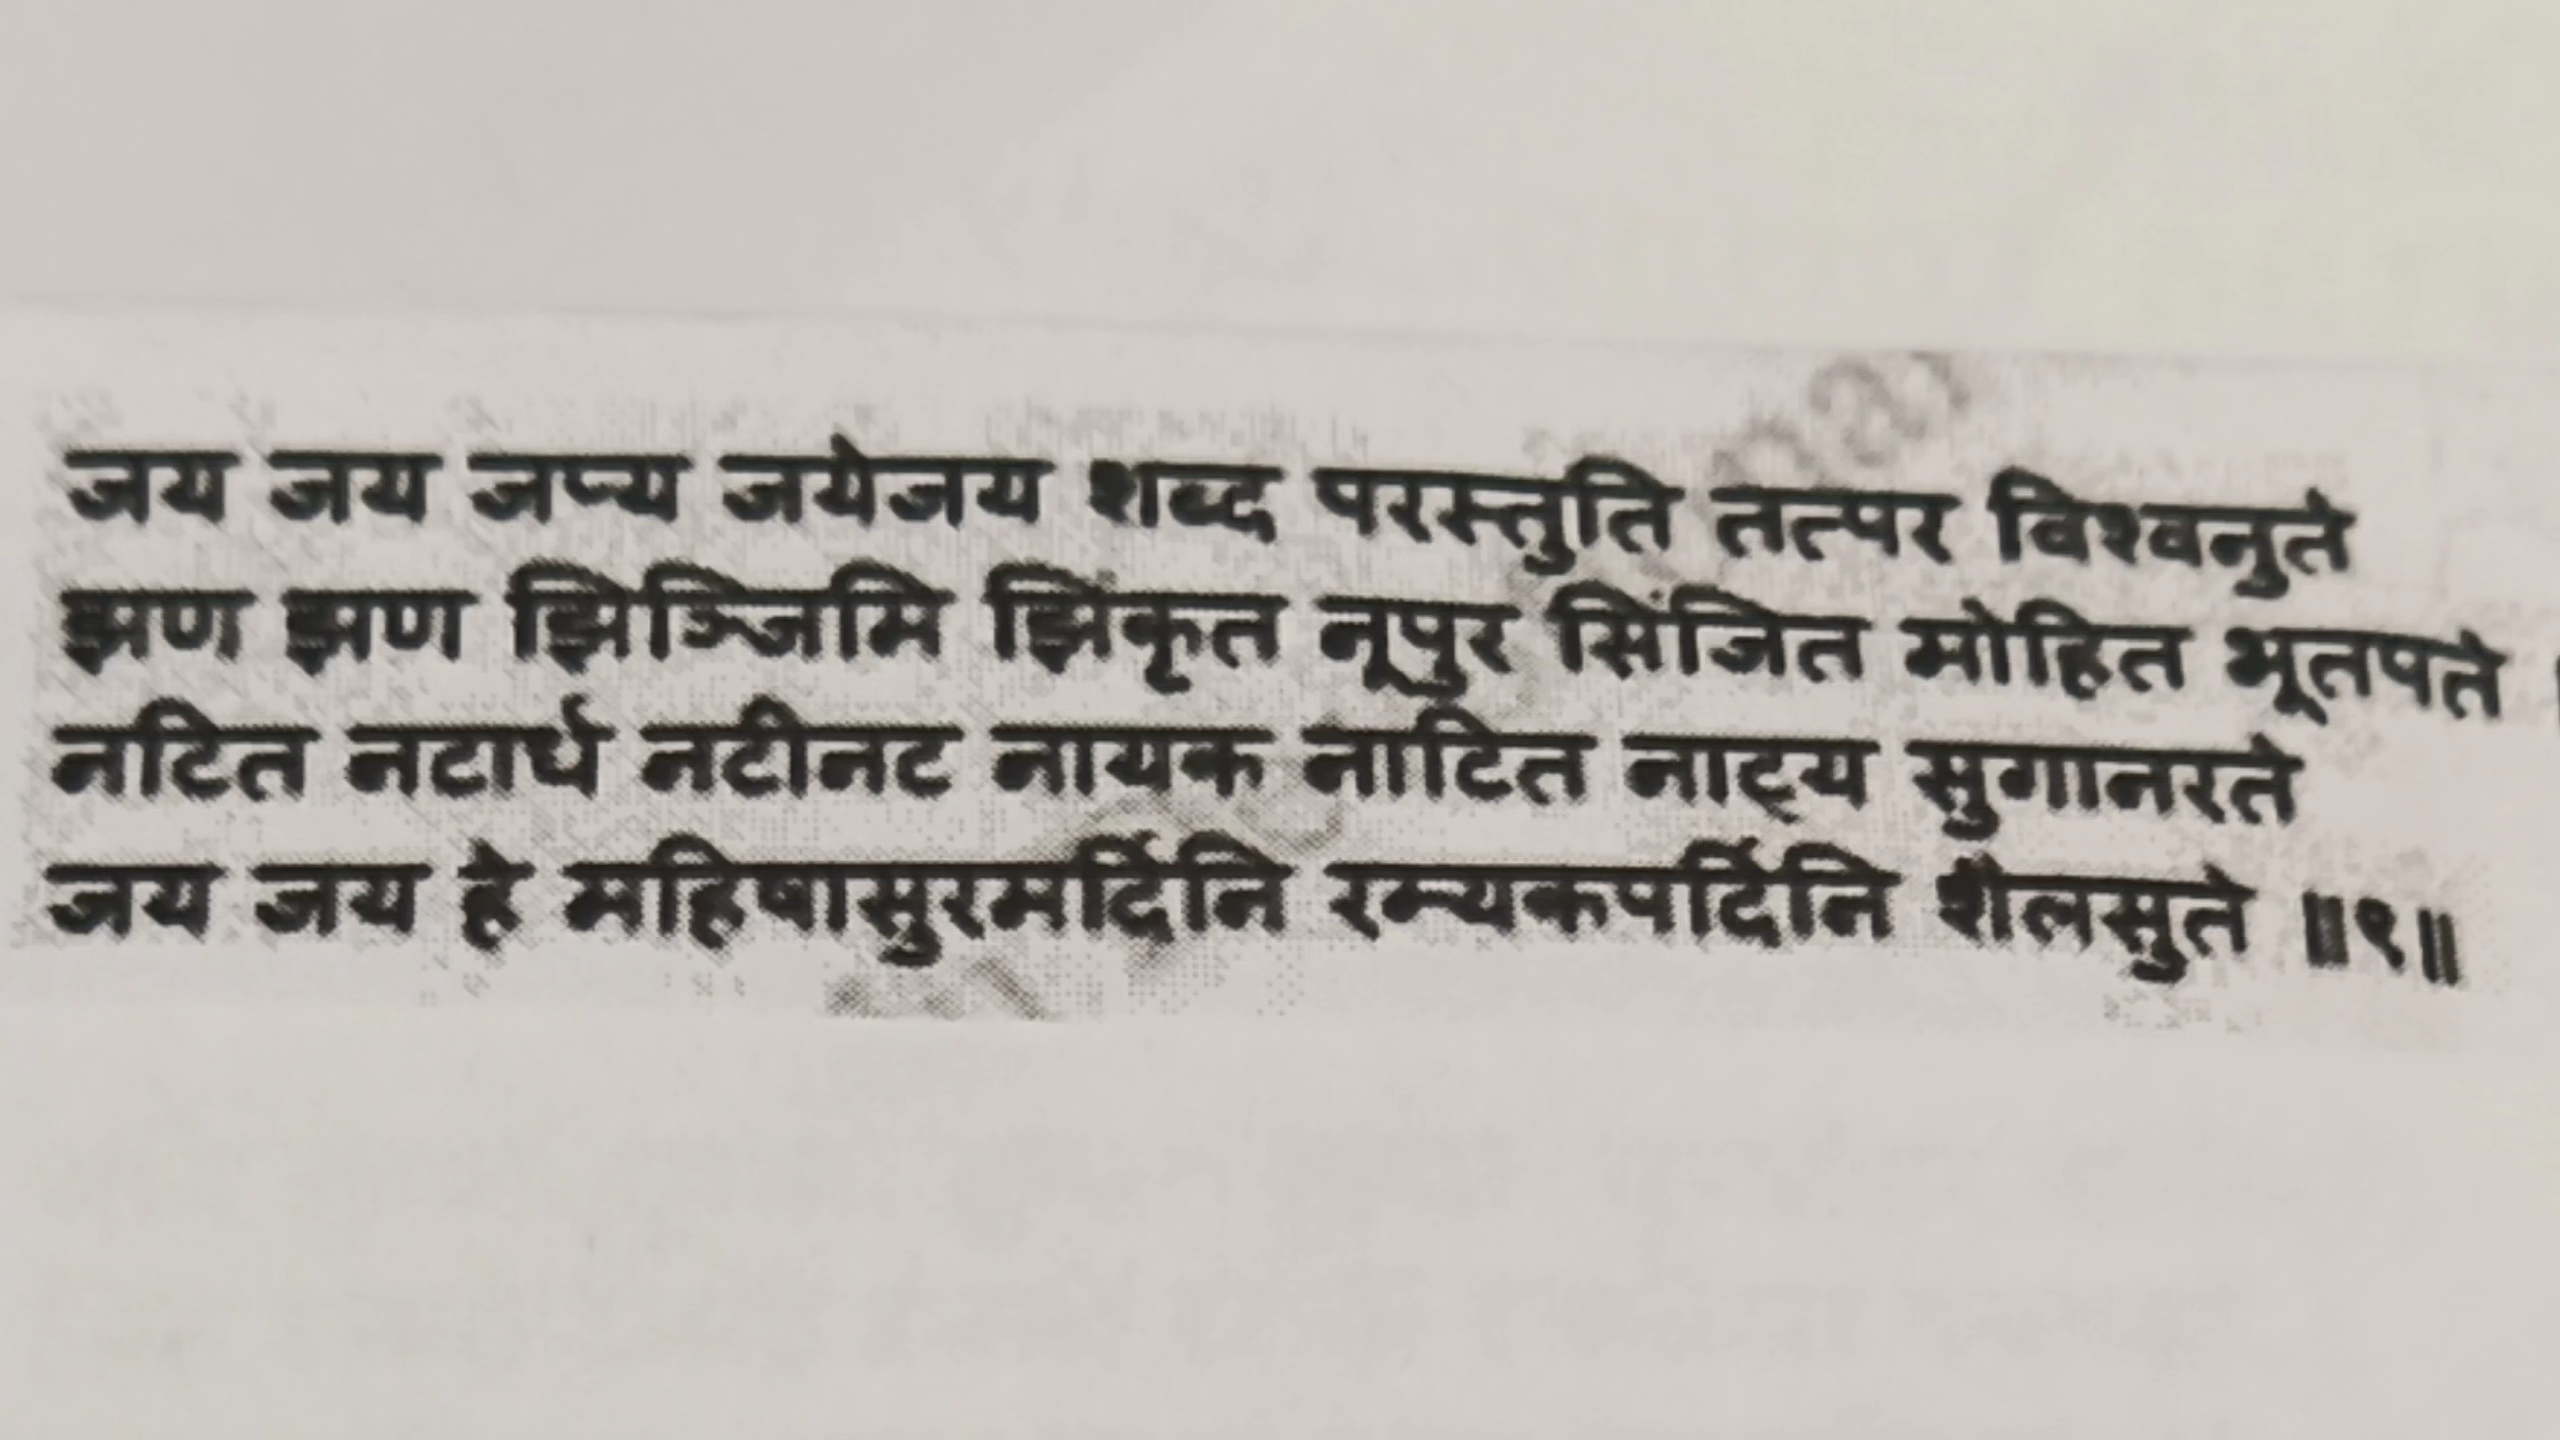 जय जय जप्य जयेजय शब्द परस्तुति तत्पर विश्वनुते
झण झण झिञ्जिमि झिंकृत नूपुर सिंजित मोहित भूतपते ।
नटित नटार्ध नटीनट नायक नाटित नाट्य सुगानरते
जय जय हे महिषासुरमर्दिनि रम्यकपर्दिनि शैलसुते ॥९॥